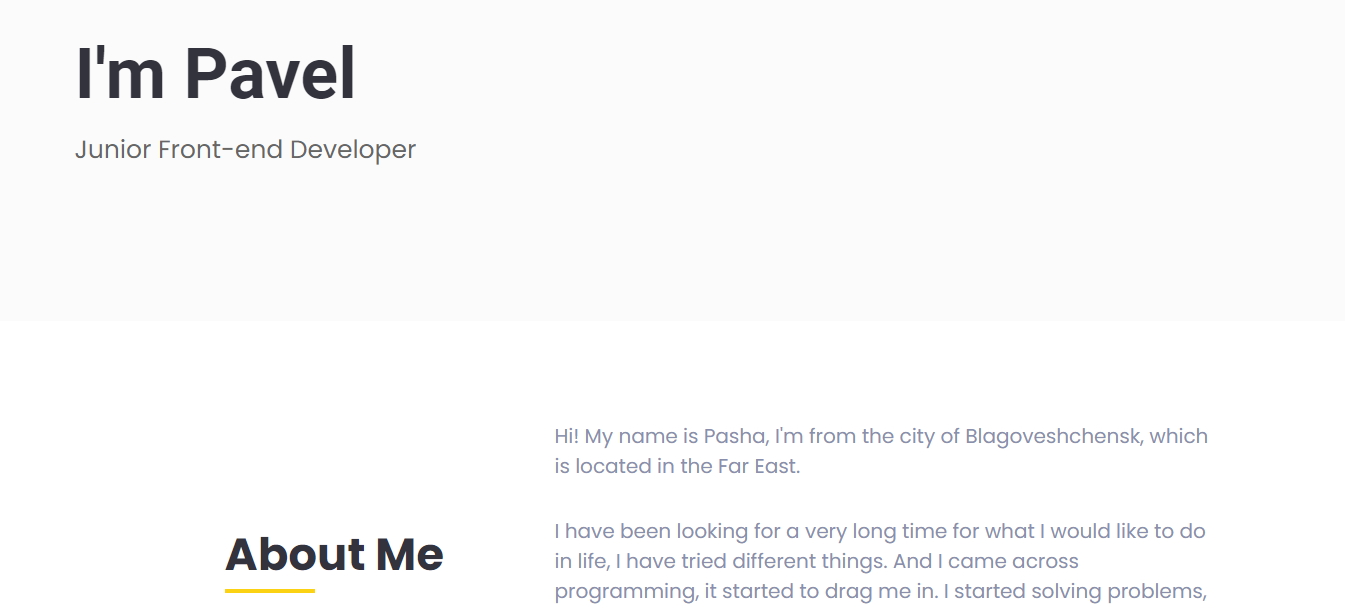 I'm Pavel
Junior Front-end Developer
Hi! My name is Pasha, I'm from the city of Blagoveshchensk, which
is located in the Far East.
About Me
I have been looking for a very long time for what I would like to do
in life, I have tried different things. And I came across
programming, it started to drag me in. I started solving problems,